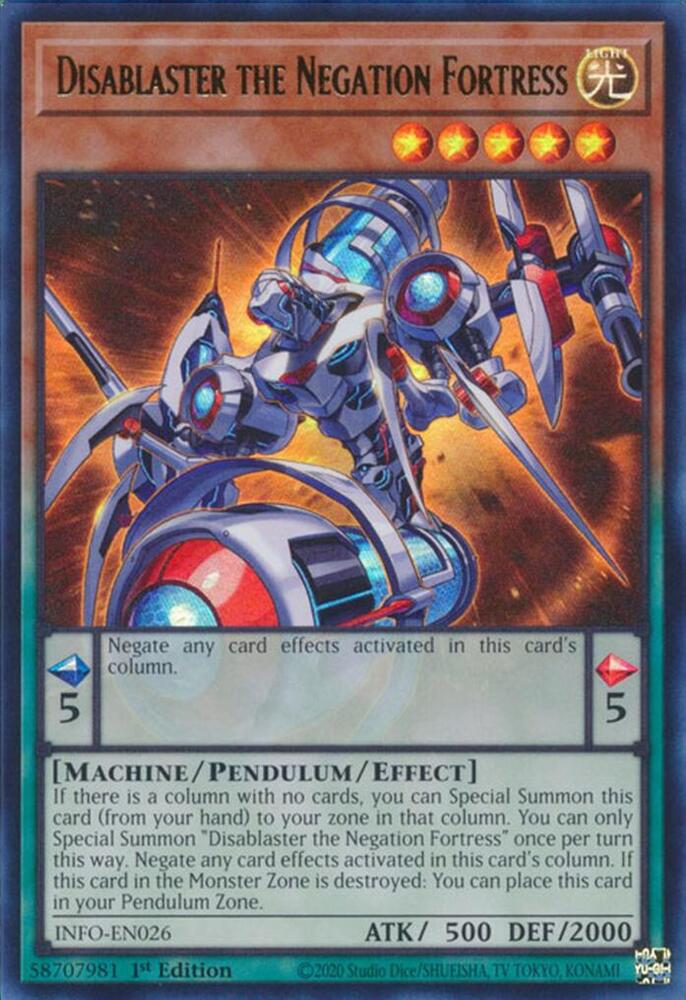 DISABLASTER THE NEGATION FORTRESS
LIGHT
光
Negate any card effects activated in this card's
column.
5
5
[MACHINE/PENDULUM/EFFECT]
If there is a column with no cards, you can Special Summon this
card (from your hand) to your zone in that column. You can only
Special Summon "Disablaster the Negation Fortress" once per turn
this way. Negate any card effects activated in this card's column. If
this card in the Monster Zone is destroyed: You can place this card
in your Pendulum Zone.
INFO-EN026
ATK/ 500 DEF/2000
58707981 1st Edition
©2020 Studio Dice/SHUEISHA, TV TOKYO, KONAMI